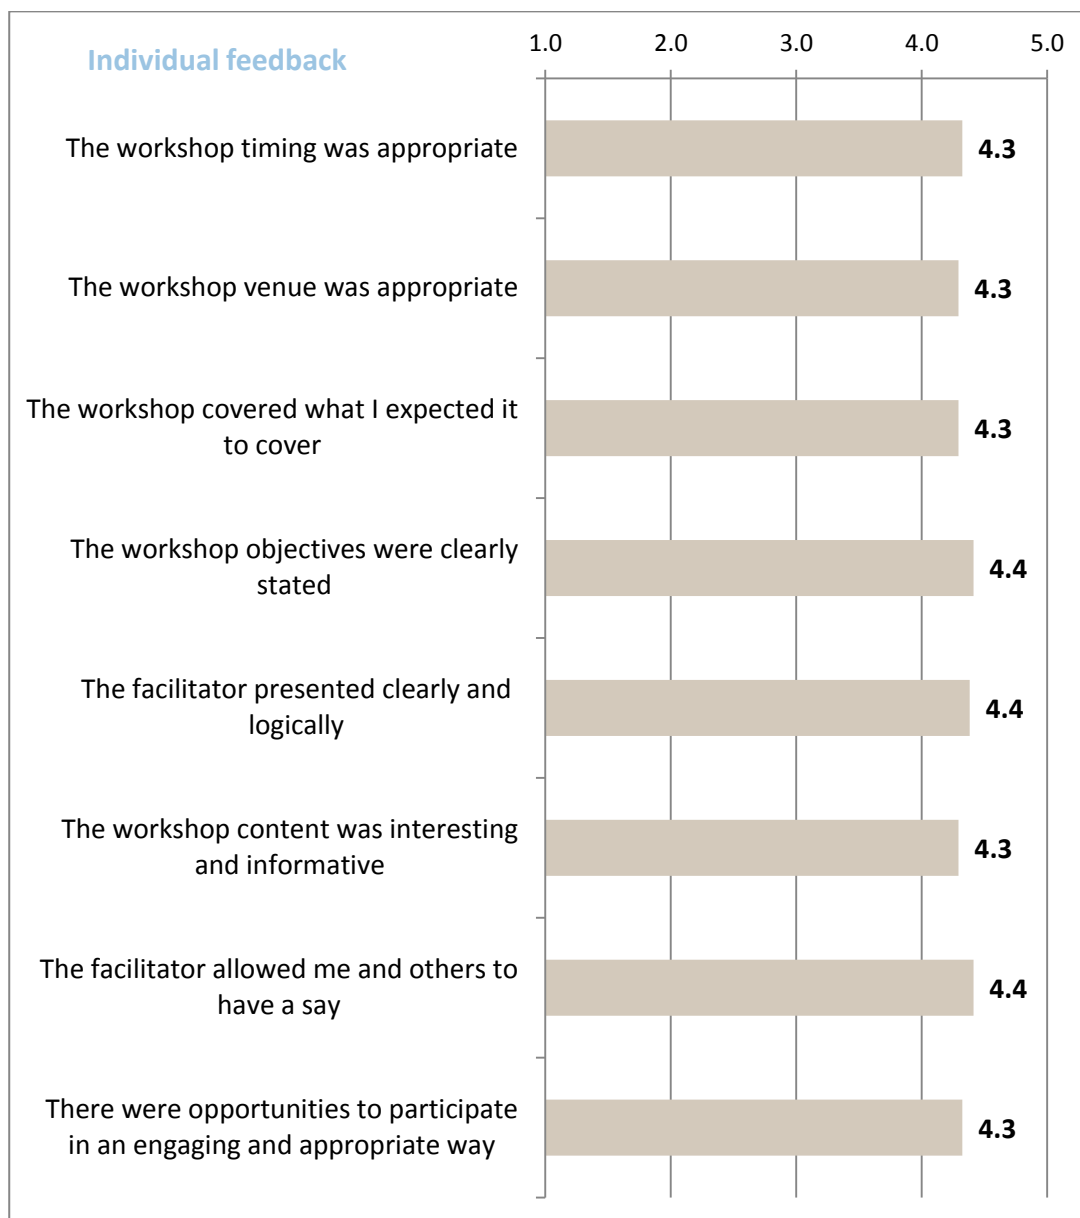 Individual feedback
1.0 2.0 3.0 4.0 5.0
The workshop timing was appropriate 4.3
The workshop venue was appropriate 4.3
The workshop covered what I expected it
to cover
4.3
The workshop objectives were clearly
stated
4.4
The facilitator presented clearly and
logically
4.4
The workshop content was interesting
and informative
4.3
The facilitator allowed me and others to
have a say
4.4
There were opportunities to participate
in an engaging and appropriate way
4.3